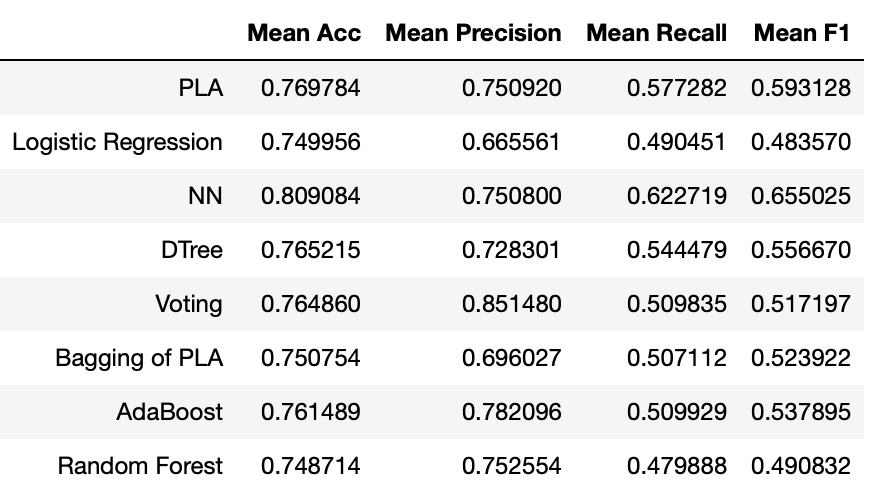 Mean Acc Mean Precision Mean Recall Mean F1
PLA 0.769784 0.750920 0.577282 0.593128
Logistic Regression 0.749956 0.665561 0.490451 0.483570
NN 0.809084 0.750800 0.622719 0.655025
DTree 0.765215 0.728301 0.544479 0.556670
Voting 0.764860 0.851480 0.509835 0.517197
Bagging of PLA 0.750754 0.696027 0.507112 0.523922
AdaBoost 0.761489 0.782096 0.509929 0.537895
Random Forest 0.748714 0.752554 0.479888 0.490832